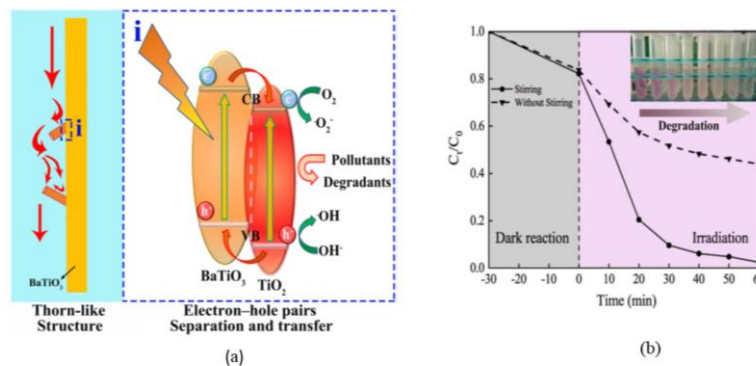 i
i
BaTiO₃
Thorn-like
Structure
e⁻
CB
e⁻
O₂
O₂⁻
Pollutants
Degradants
h⁺
VB
h⁺
·OH
OH⁻
BaTiO₃
TiO₂
Electron–hole pairs
Separation and transfer
(a)
1.0
0.8
0.6
0.4
0.2
0.0
Cₜ/C₀
Stirring
Without Stirring
Degradation
Dark reaction
Irradiation
-30 -20 -10 0 10 20 30 40 50
Time (min)
(b)